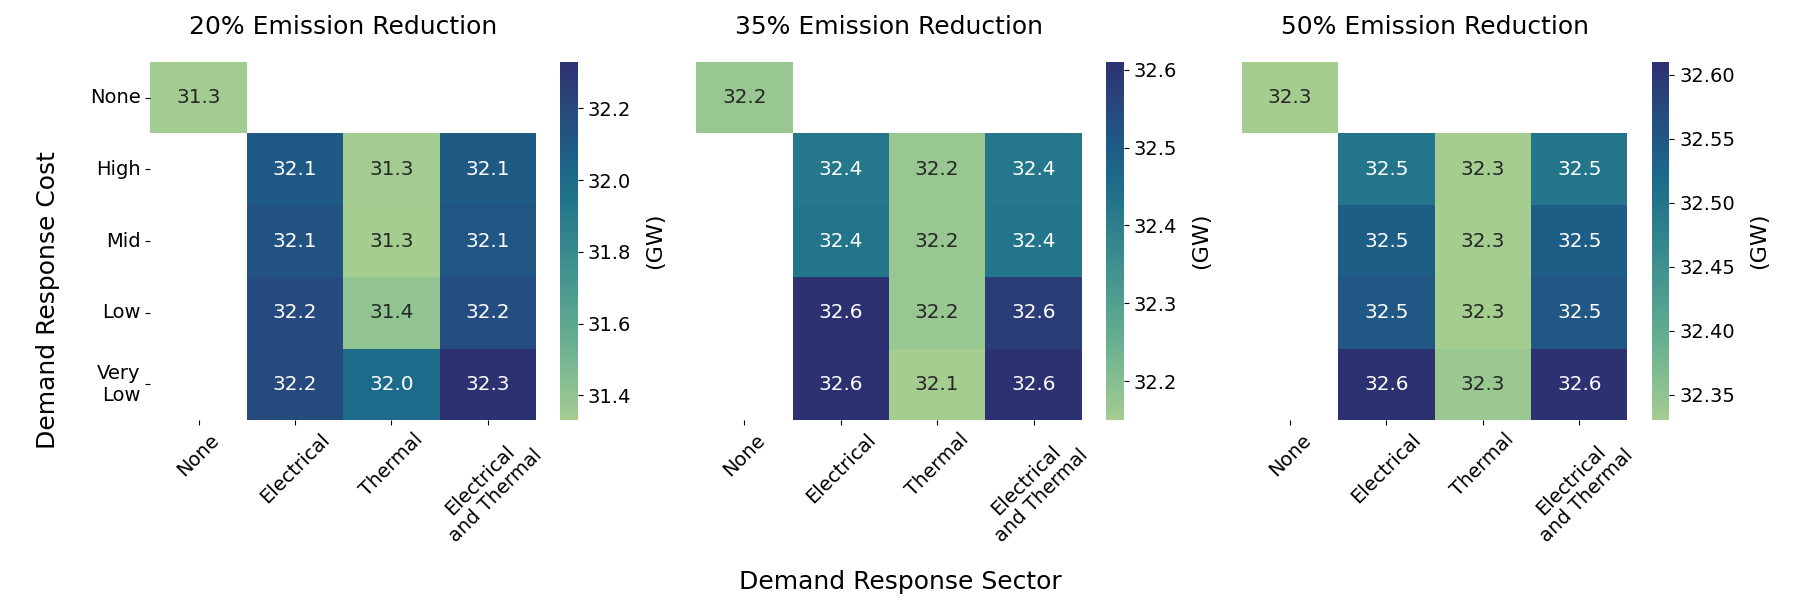 20% Emission Reduction
35% Emission Reduction
50% Emission Reduction
Demand Response Cost
None
High
Mid
Low
Very
Low
31.3
32.1 31.3 32.1
32.1 31.3 32.1
32.2 31.4 32.2
32.2 32.0 32.3
None
Electrical
Thermal
Electrical
and Thermal
32.2
32.0
31.8
31.6
31.4
(GW)
32.2
32.4 32.2 32.4
32.4 32.2 32.4
32.6 32.2 32.6
32.6 32.1 32.6
None
Electrical
Thermal
Electrical
and Thermal
32.6
32.5
32.4
32.3
32.2
(GW)
32.3
32.5 32.3 32.5
32.5 32.3 32.5
32.5 32.3 32.5
32.6 32.3 32.6
None
Electrical
Thermal
Electrical
and Thermal
32.60
32.55
32.50
32.45
32.40
32.35
(GW)
Demand Response Sector